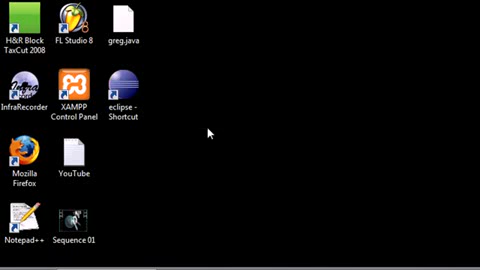 H&R Block
TaxCut 2008
FL Studio 8
greg.java
InfraRecorder
XAMPP
Control Panel
eclipse -
Shortcut
Mozilla
Firefox
YouTube
Notepad++
Sequence 01